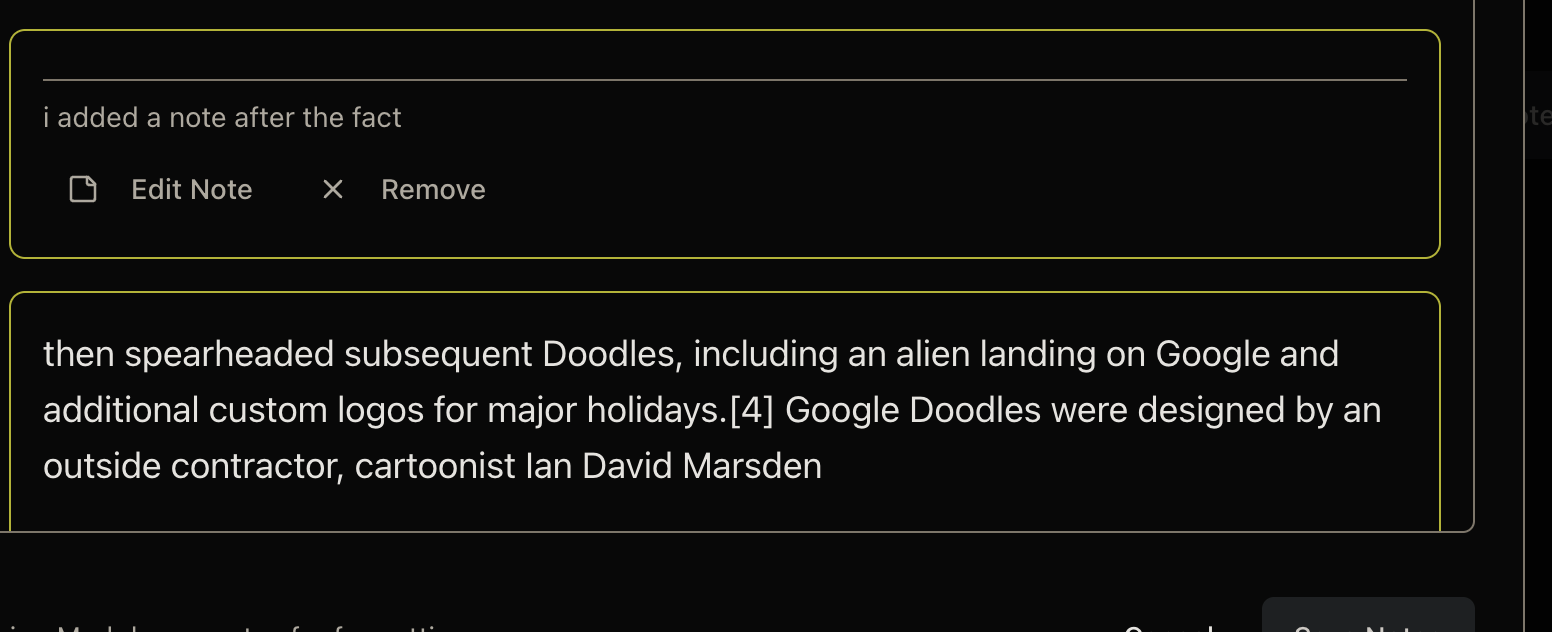 i added a note after the fact
Edit Note
Remove
then spearheaded subsequent Doodles, including an alien landing on Google and
additional custom logos for major holidays.[4] Google Doodles were designed by an
outside contractor, cartoonist Ian David Marsden